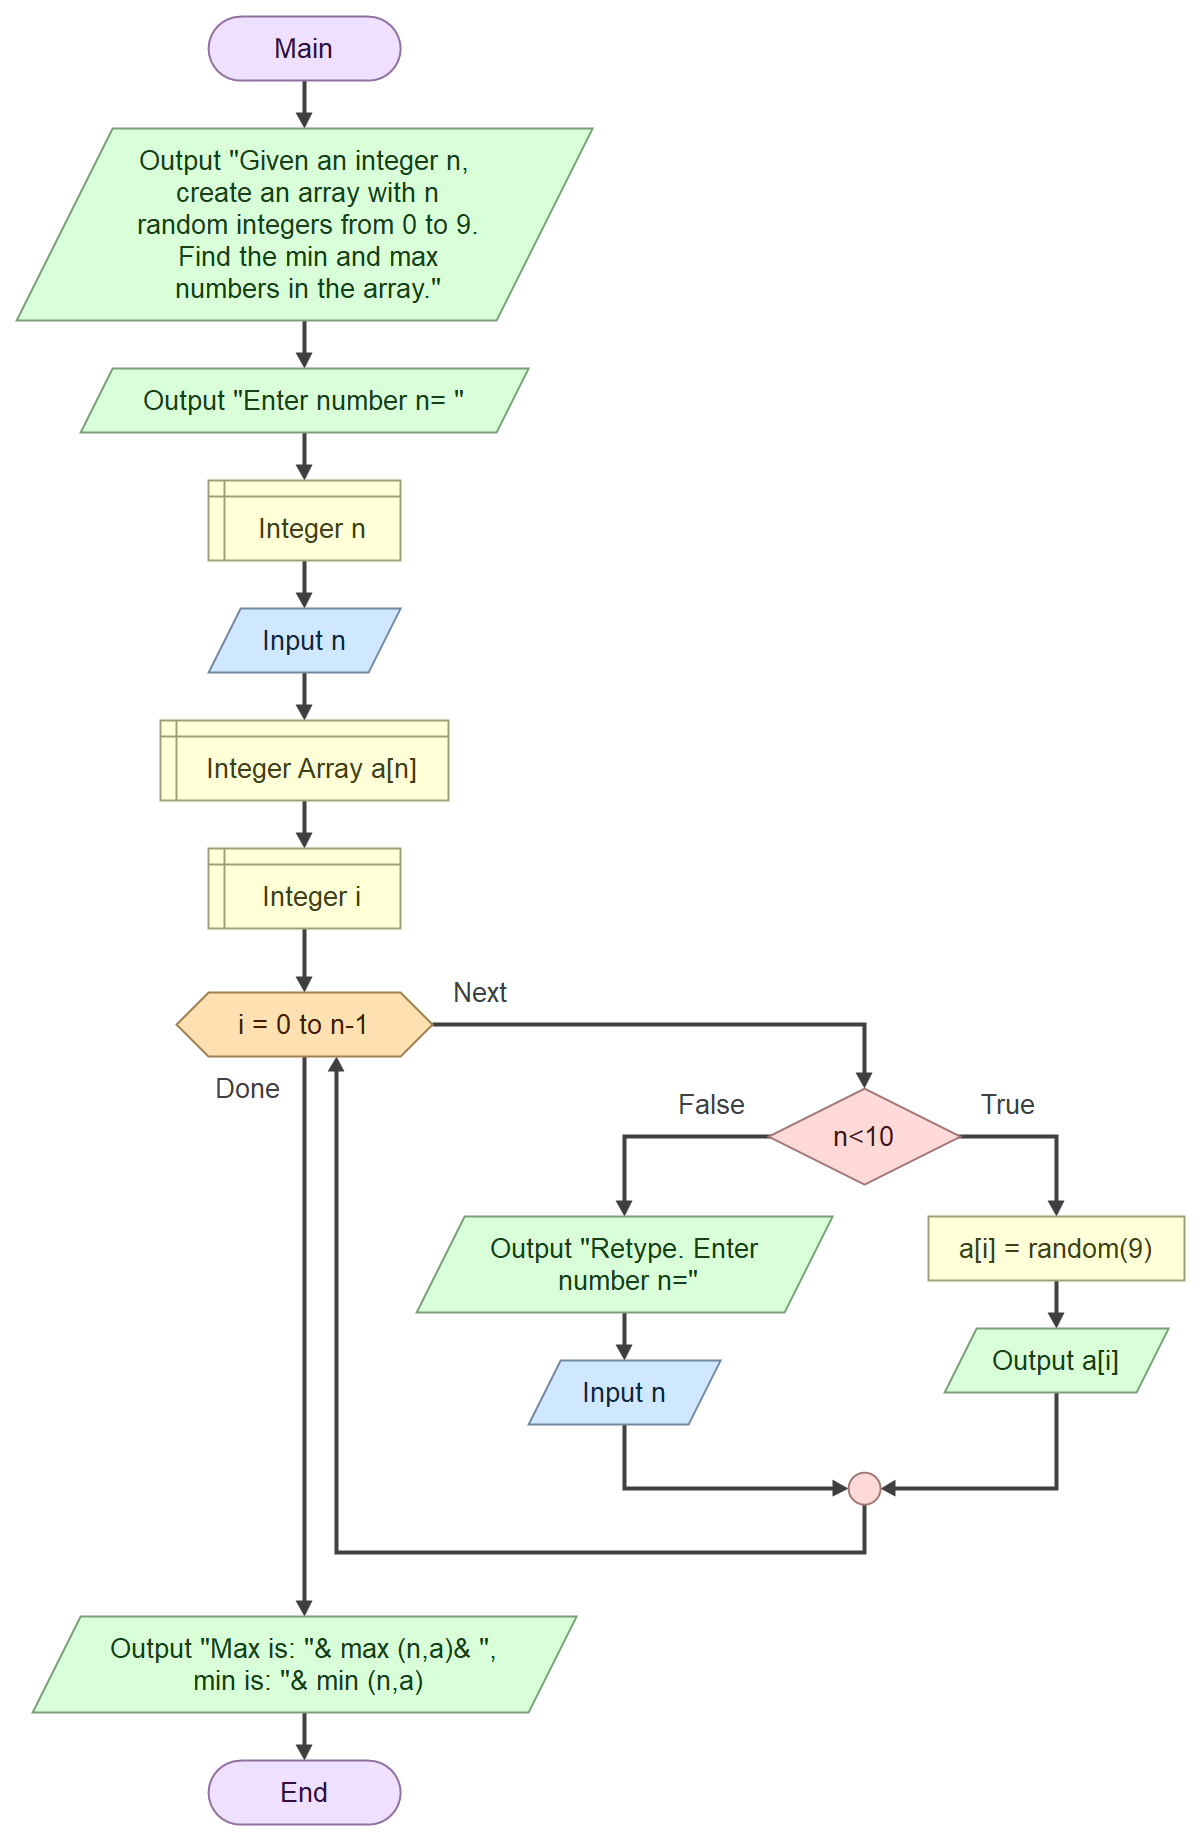 Main
Output "Given an integer n,
create an array with n
random integers from 0 to 9.
Find the min and max
numbers in the array."
Output "Enter number n= "
Integer n
Input n
Integer Array a[n]
Integer i
i = 0 to n-1
Next
Done
n<10
False
True
Output "Retype. Enter
number n="
Input n
a[i] = random(9)
Output a[i]
Output "Max is: "& max (n,a)& ",
min is: "& min (n,a)
End